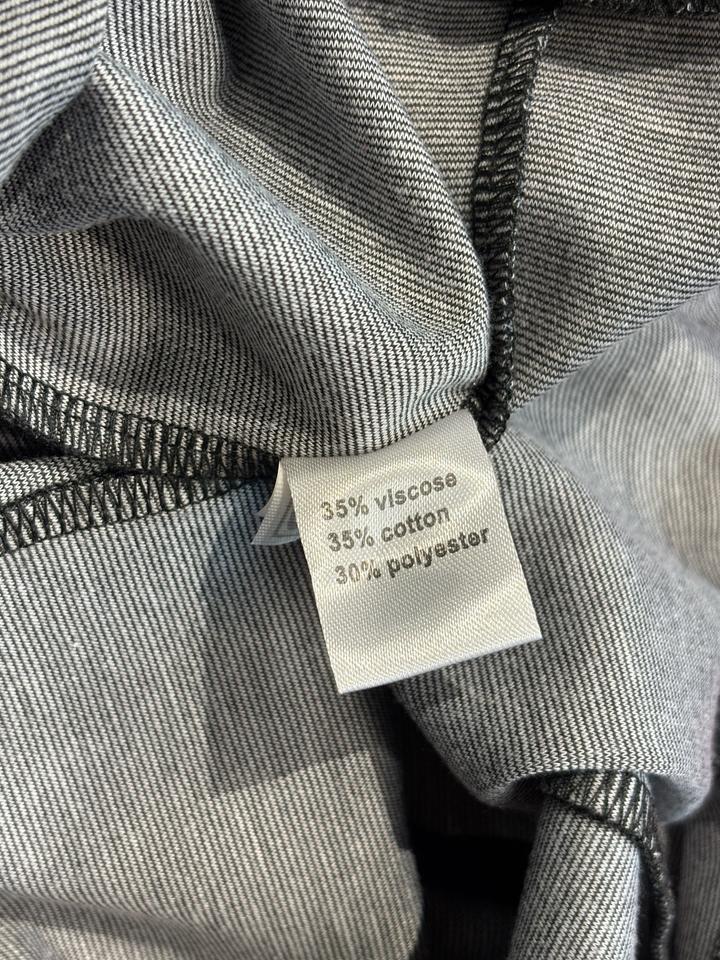 35% viscose
35% cotton
30% polyester